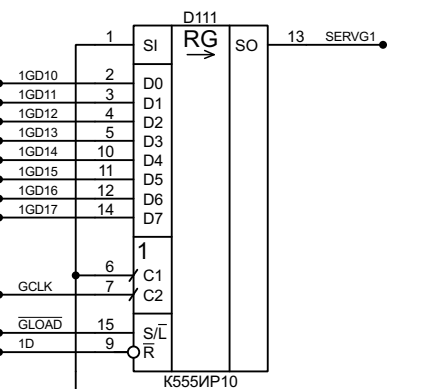 D111
1 SI RG SO 13 SERVG1
1GD10 2 D0
1GD11 3 D1
1GD12 4 D2
1GD13 5 D3
1GD14 10 D4
1GD15 11 D5
1GD16 12 D6
1GD17 14 D7
1
6 C1
GCLK 7 C2
G̅L̅O̅A̅D̅ 15 S/L̅
1D 9 R̅
К555ИР10